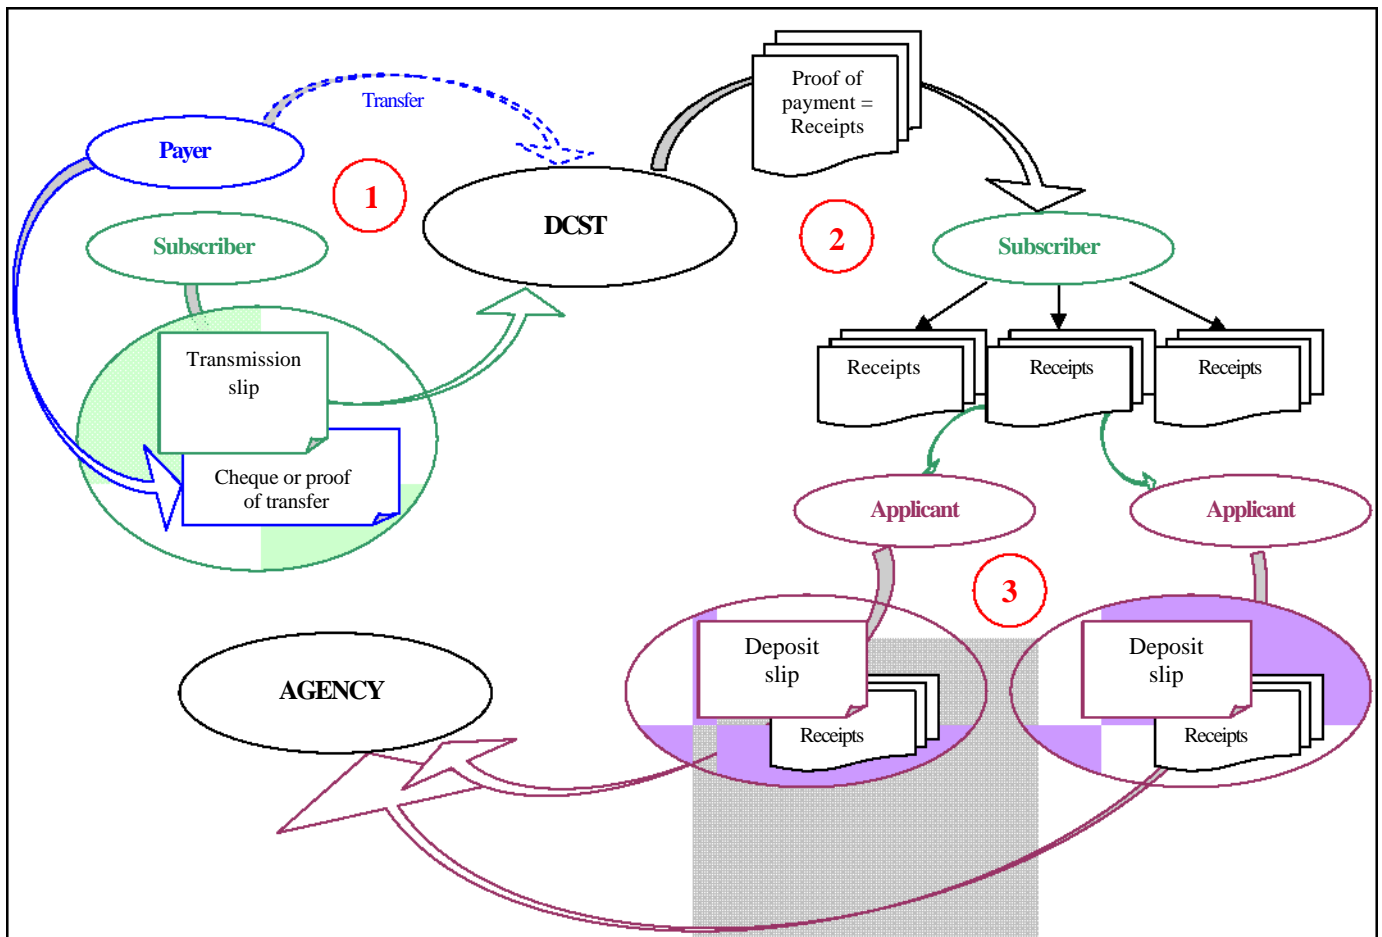 Proof of
payment =
Receipts
Transfer
Payer
1
DCST
2
Subscriber
Subscriber
Transmission
slip
Receipts
Receipts
Receipts
Cheque or proof
of transfer
Applicant
Applicant
3
Deposit
slip
Deposit
slip
AGENCY
Receipts
Receipts